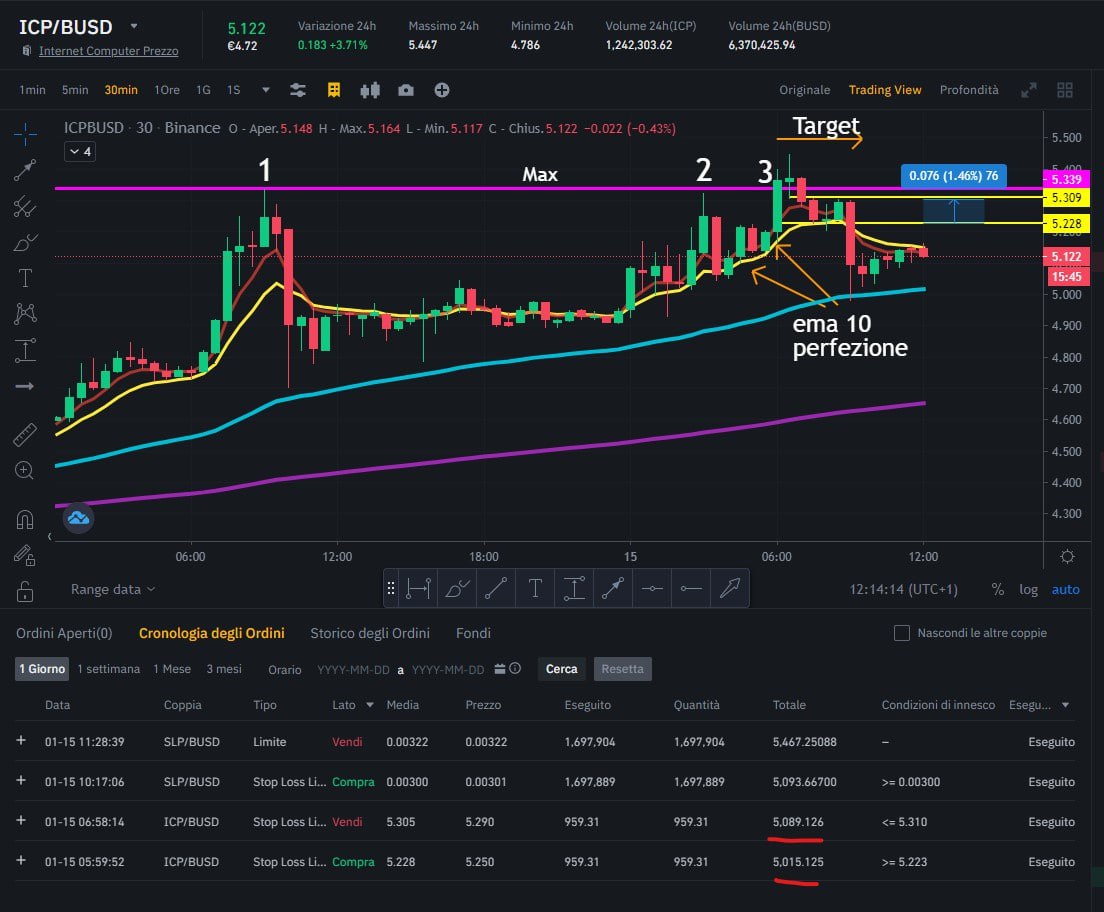 ICP/BUSD
Internet Computer Prezzo
5.122
€4.72
Variazione 24h
0.183 +3.71%
Massimo 24h
5.447
Minimo 24h
4.786
Volume 24h(ICP)
1,242,303.62
Volume 24h(BUSD)
6,370,425.94
1min 5min 30min 1Ore 1G 1S
Originale Trading View Profondità
ICPBUSD · 30 · Binance O - Aper.5.148 H - Max.5.164 L - Min.5.117 C - Chius.5.122 -0.022 (-0.43%)
4
Target
1
Max
2
3
0.076 (1.46%) 76
ema 10
perfezione
5.500
5.400
5.339
5.309
5.228
5.200
5.122
15:45
5.000
4.900
4.800
4.700
4.600
4.500
4.400
4.300
06:00 12:00 18:00 15 06:00 12:00
Range data
T
12:14:14 (UTC+1) % log auto
Ordini Aperti(0) Cronologia degli Ordini Storico degli Ordini Fondi
Nascondi le altre coppie
1 Giorno 1 settimana 1 Mese 3 mesi Orario YYYY-MM-DD a YYYY-MM-DD Cerca Resetta
Data Coppia Tipo Lato Media Prezzo Eseguito Quantità Totale Condizioni di innesco Esegu...
01-15 11:28:39 SLP/BUSD Limite Vendi 0.00322 0.00322 1,697,904 1,697,904 5,467.25088 – Eseguito
01-15 10:17:06 SLP/BUSD Stop Loss Li... Compra 0.00300 0.00301 1,697,889 1,697,889 5,093.66700 >= 0.00300 Eseguito
01-15 06:58:14 ICP/BUSD Stop Loss Li... Vendi 5.305 5.290 959.31 959.31 5,089.126 <= 5.310 Eseguito
01-15 05:59:52 ICP/BUSD Stop Loss Li... Compra 5.228 5.250 959.31 959.31 5,015.125 >= 5.223 Eseguito